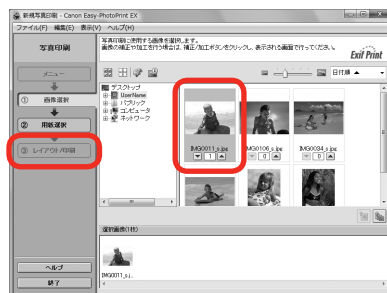 新規写真印刷 - Canon Easy-PhotoPrint EX
ファイル(F) 編集(E) 表示(V) ヘルプ(H)
写真印刷
写真印刷に使用する画像を選択します。
画像の補正や加工を行う場合は、補正/加工ボタンをクリックし、表示される画面で行ってください。
Exif Print
メニュー
日付順
① 画像選択
② 用紙選択
③ レイアウト/印刷
デスクトップ
UserName
パブリック
コンピュータ
ネットワーク
IMG0011_s.jpg
IMG0106_s.jpg
IMG0034_s.jpg
1
0
0
選択画像(1枚)
IMG0011_s.j...
ヘルプ
終了